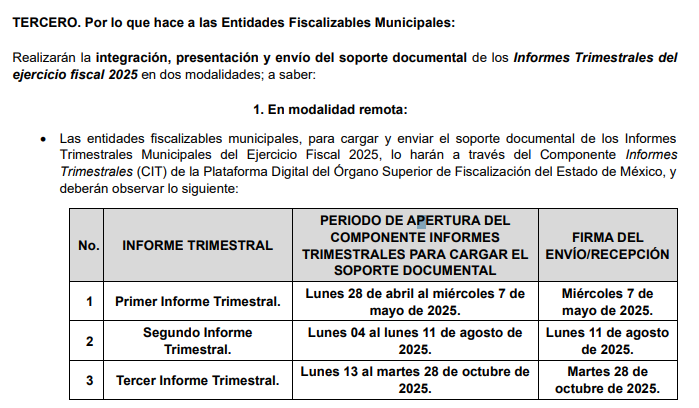 TERCERO. Por lo que hace a las Entidades Fiscalizables Municipales:
Realizarán la integración, presentación y envío del soporte documental de los Informes Trimestrales del
ejercicio fiscal 2025 en dos modalidades; a saber:
1. En modalidad remota:
• Las entidades fiscalizables municipales, para cargar y enviar el soporte documental de los Informes
Trimestrales Municipales del Ejercicio Fiscal 2025, lo harán a través del Componente Informes
Trimestrales (CIT) de la Plataforma Digital del Órgano Superior de Fiscalización del Estado de México, y
deberán observar lo siguiente:
No.
INFORME TRIMESTRAL
PERIODO DE APERTURA DEL
COMPONENTE INFORMES
TRIMESTRALES PARA CARGAR EL
SOPORTE DOCUMENTAL
FIRMA DEL
ENVÍO/RECEPCIÓN
1
Primer Informe Trimestral.
Lunes 28 de abril al miércoles 7 de
mayo de 2025.
Miércoles 7 de
mayo de 2025.
2
Segundo Informe
Trimestral.
Lunes 04 al lunes 11 de agosto de
2025.
Lunes 11 de agosto
de 2025.
3
Tercer Informe Trimestral.
Lunes 13 al martes 28 de octubre de
2025.
Martes 28 de
octubre de 2025.